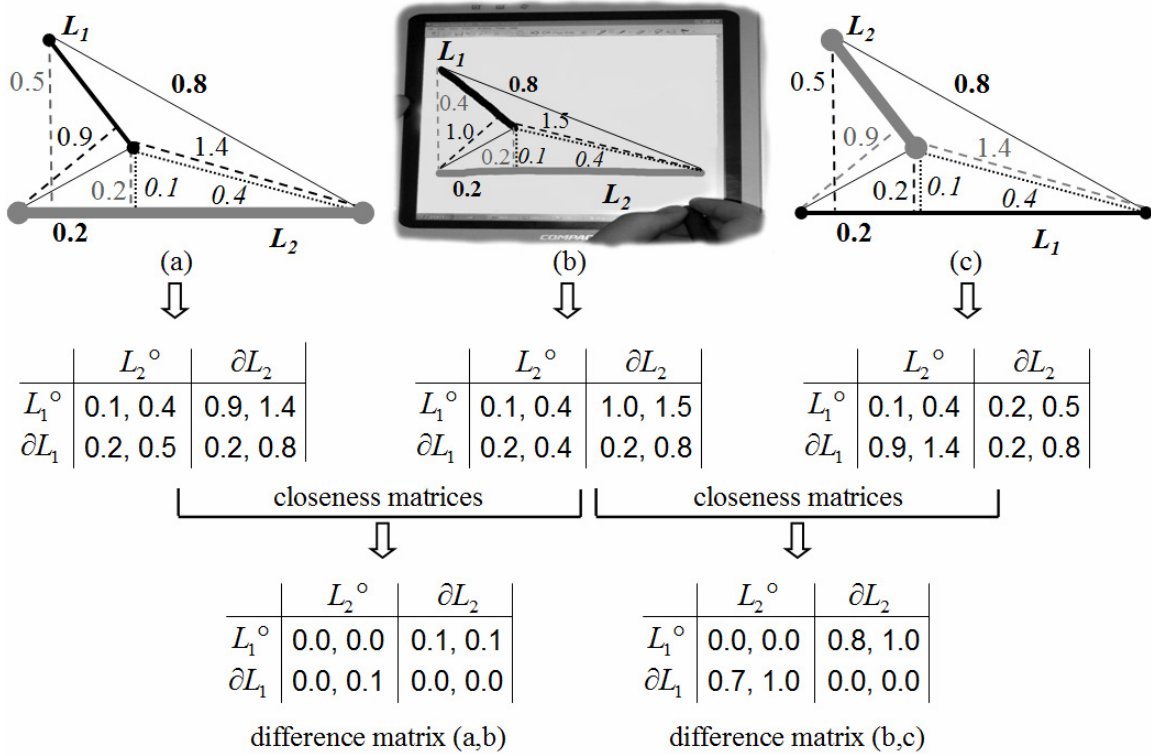 L₁
0.5
0.8
0.9
1.4
0.2
0.1
0.4
0.2
L₂
(a)
L₁
0.8
0.4
1.0
1.5
0.2
0.1
0.4
0.2
L₂
COMPAQ
(b)
L₂
0.5
0.8
0.9
1.4
0.2
0.1
0.4
0.2
L₁
(c)
L₂° ∂L₂
L₁° 0.1, 0.4 0.9, 1.4
∂L₁ 0.2, 0.5 0.2, 0.8
L₂° ∂L₂
L₁° 0.1, 0.4 1.0, 1.5
∂L₁ 0.2, 0.4 0.2, 0.8
L₂° ∂L₂
L₁° 0.1, 0.4 0.2, 0.5
∂L₁ 0.9, 1.4 0.2, 0.8
closeness matrices
closeness matrices
L₂° ∂L₂
L₁° 0.0, 0.0 0.1, 0.1
∂L₁ 0.0, 0.1 0.0, 0.0
difference matrix (a,b)
L₂° ∂L₂
L₁° 0.0, 0.0 0.8, 1.0
∂L₁ 0.7, 1.0 0.0, 0.0
difference matrix (b,c)